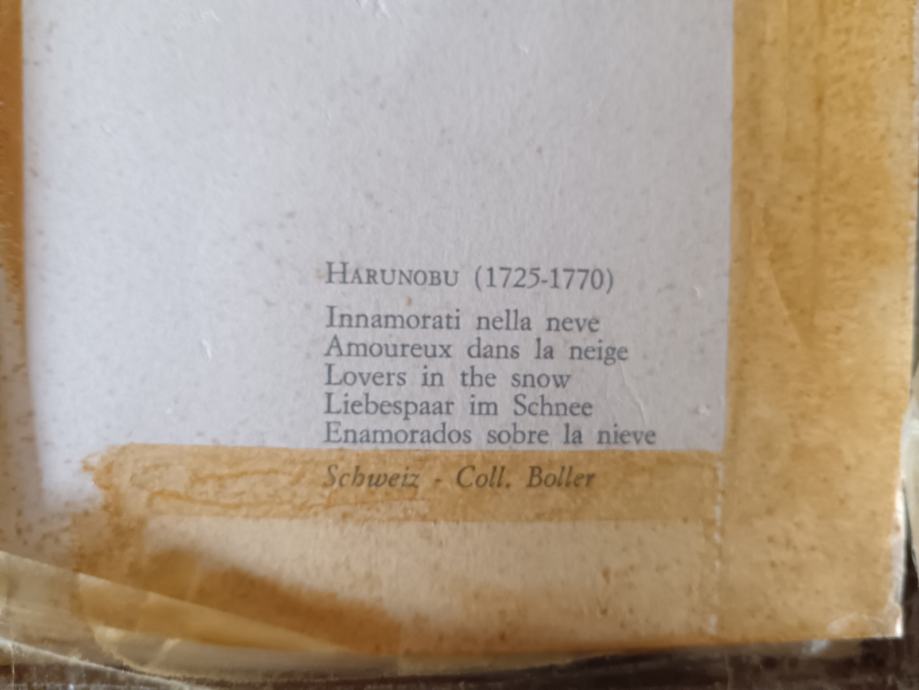 HARUNOBU (1725-1770)
Innamorati nella neve
Amoureux dans la neige
Lovers in the snow
Liebespaar im Schnee
Enamorados sobre la nieve
Schweiz - Coll. Boller